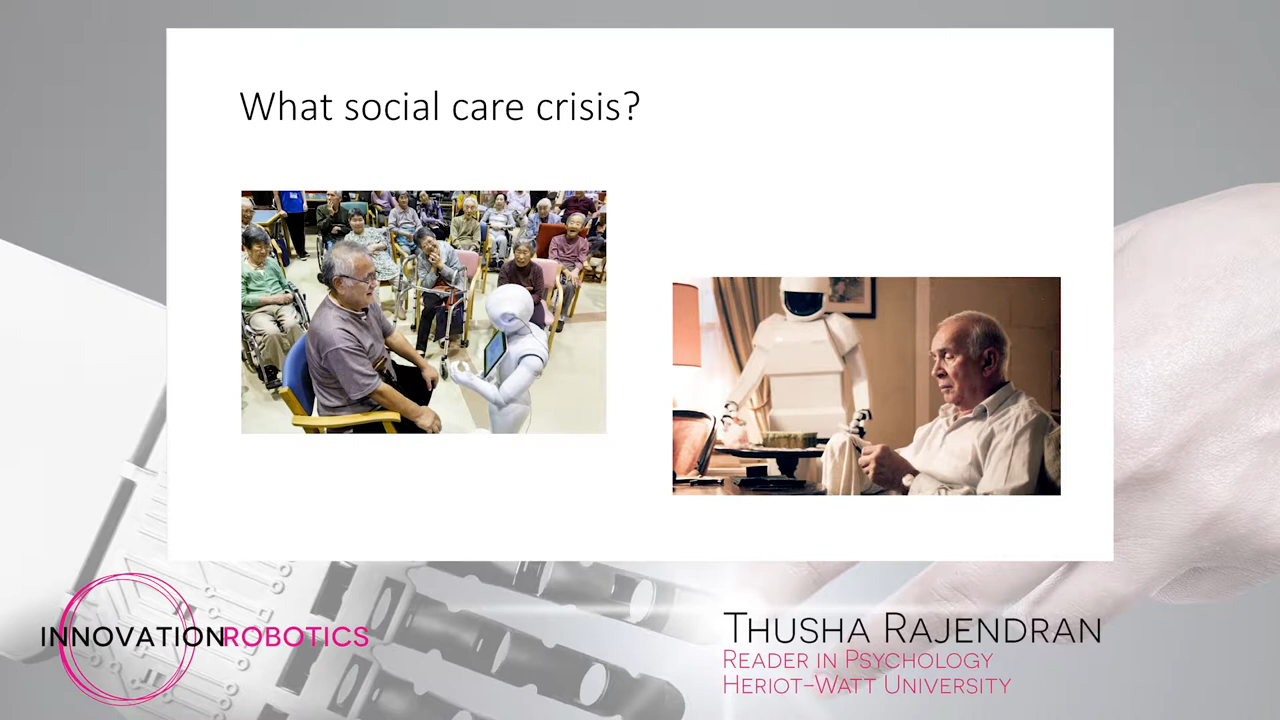 What social care crisis?
INNOVATIONROBOTICS
THUSHA RAJENDRAN
READER IN PSYCHOLOGY
HERIOT-WATT UNIVERSITY